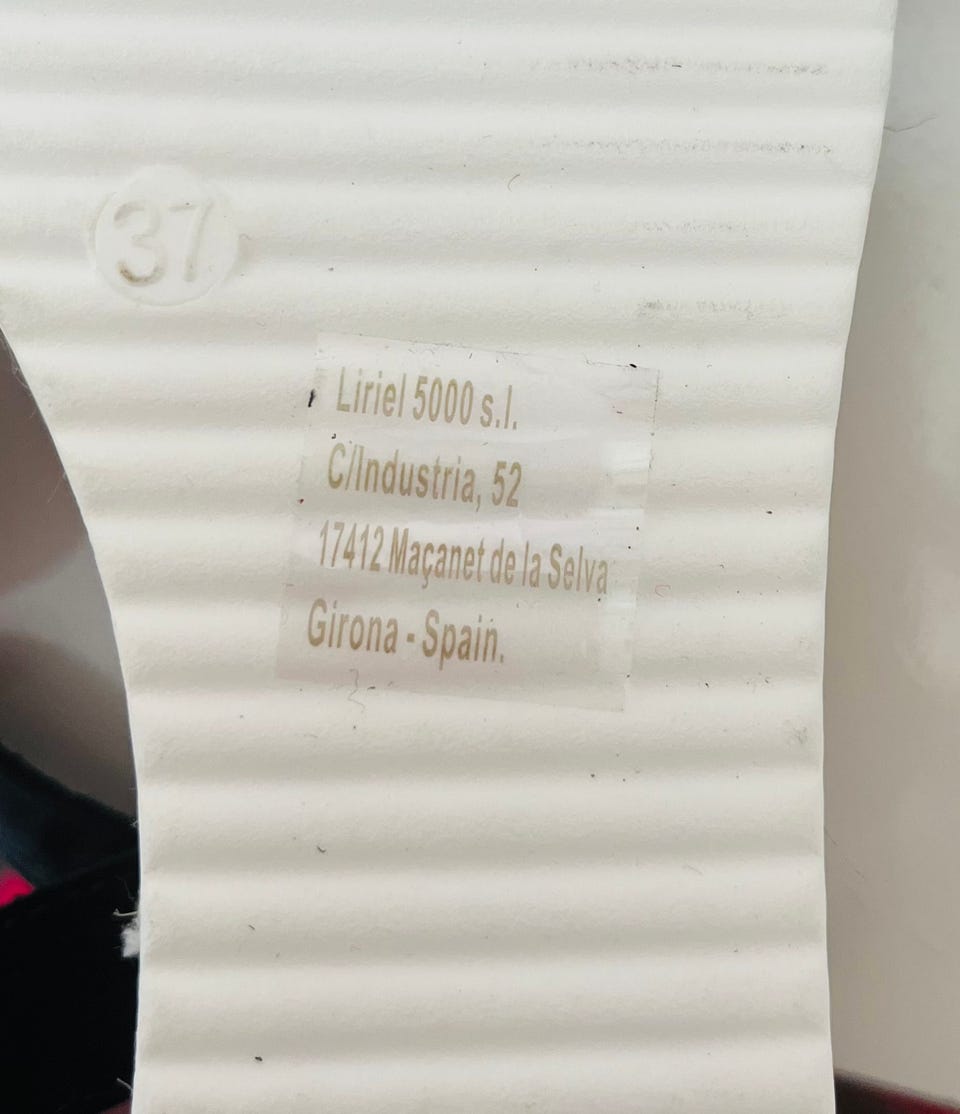 37
Liriel 5000 s.l.
C/Industria, 52
17412 Maçanet de la Selva
Girona - Spain.